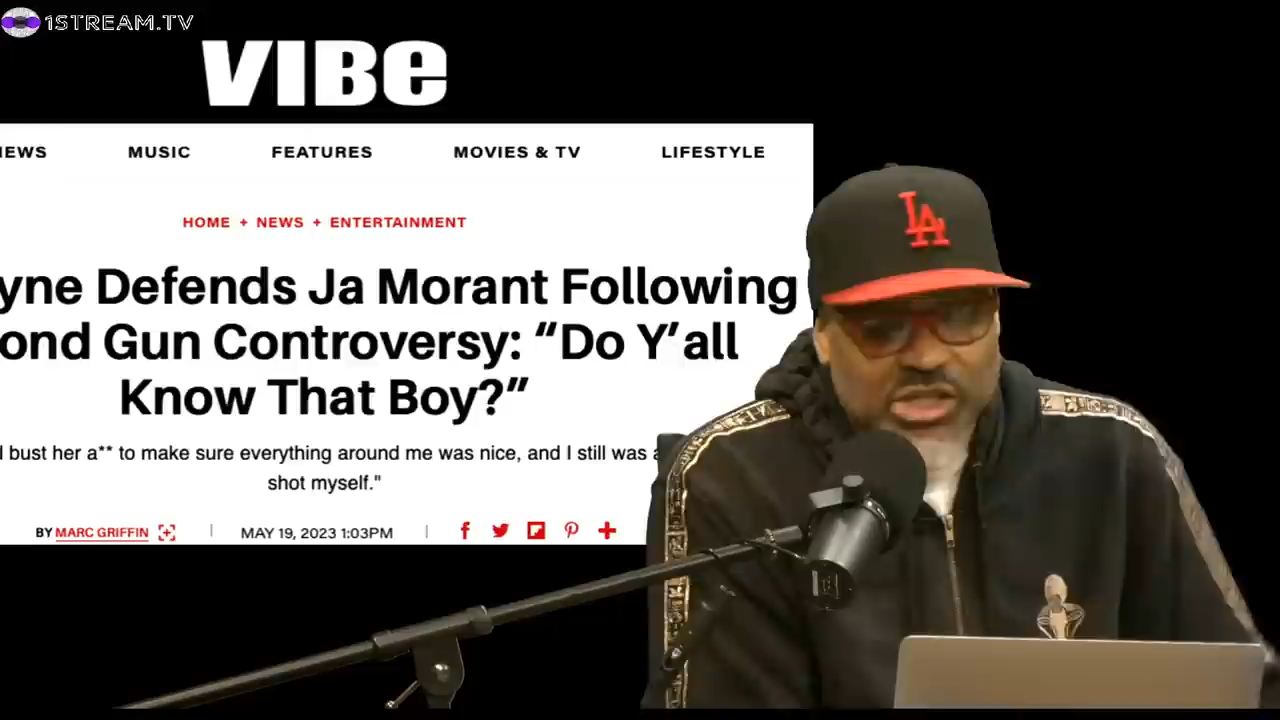 1STREAM.TV
VIBE
IEWS MUSIC FEATURES MOVIES & TV LIFESTYLE
HOME + NEWS + ENTERTAINMENT
yne Defends Ja Morant Following
ond Gun Controversy: “Do Y’all
Know That Boy?”
I bust her a** to make sure everything around me was nice, and I still was a
shot myself."
BY MARC GRIFFIN | MAY 19, 2023 1:03PM |
LA